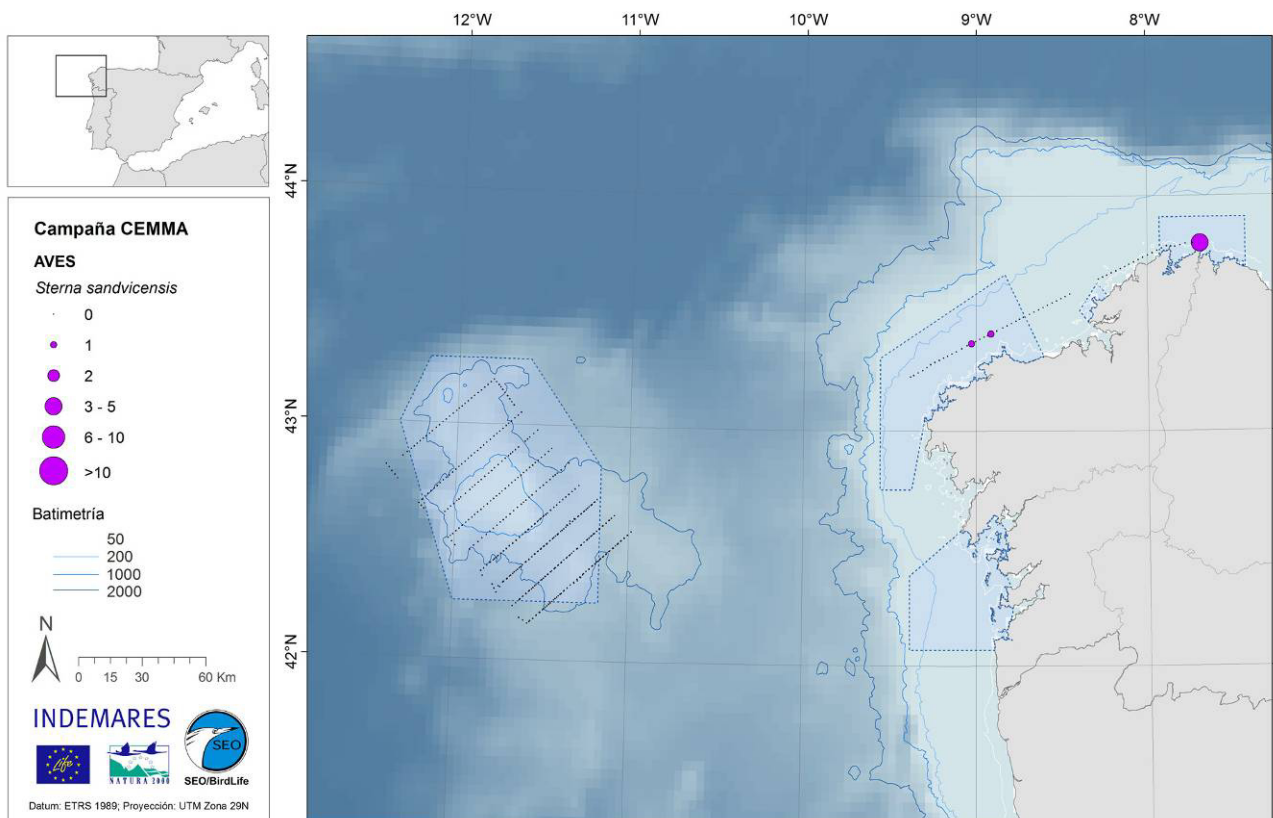 12°W
11°W
10°W
9°W
8°W
44°N
43°N
42°N
Campaña CEMMA
AVES
Sterna sandvicensis
0
1
2
3 - 5
6 - 10
>10
Batimetría
50
200
1000
2000
N
0 15 30 60 Km
INDEMARES
Life
NATURA 2000
SEO
SEO/BirdLife
Datum: ETRS 1989; Proyección: UTM Zona 29N